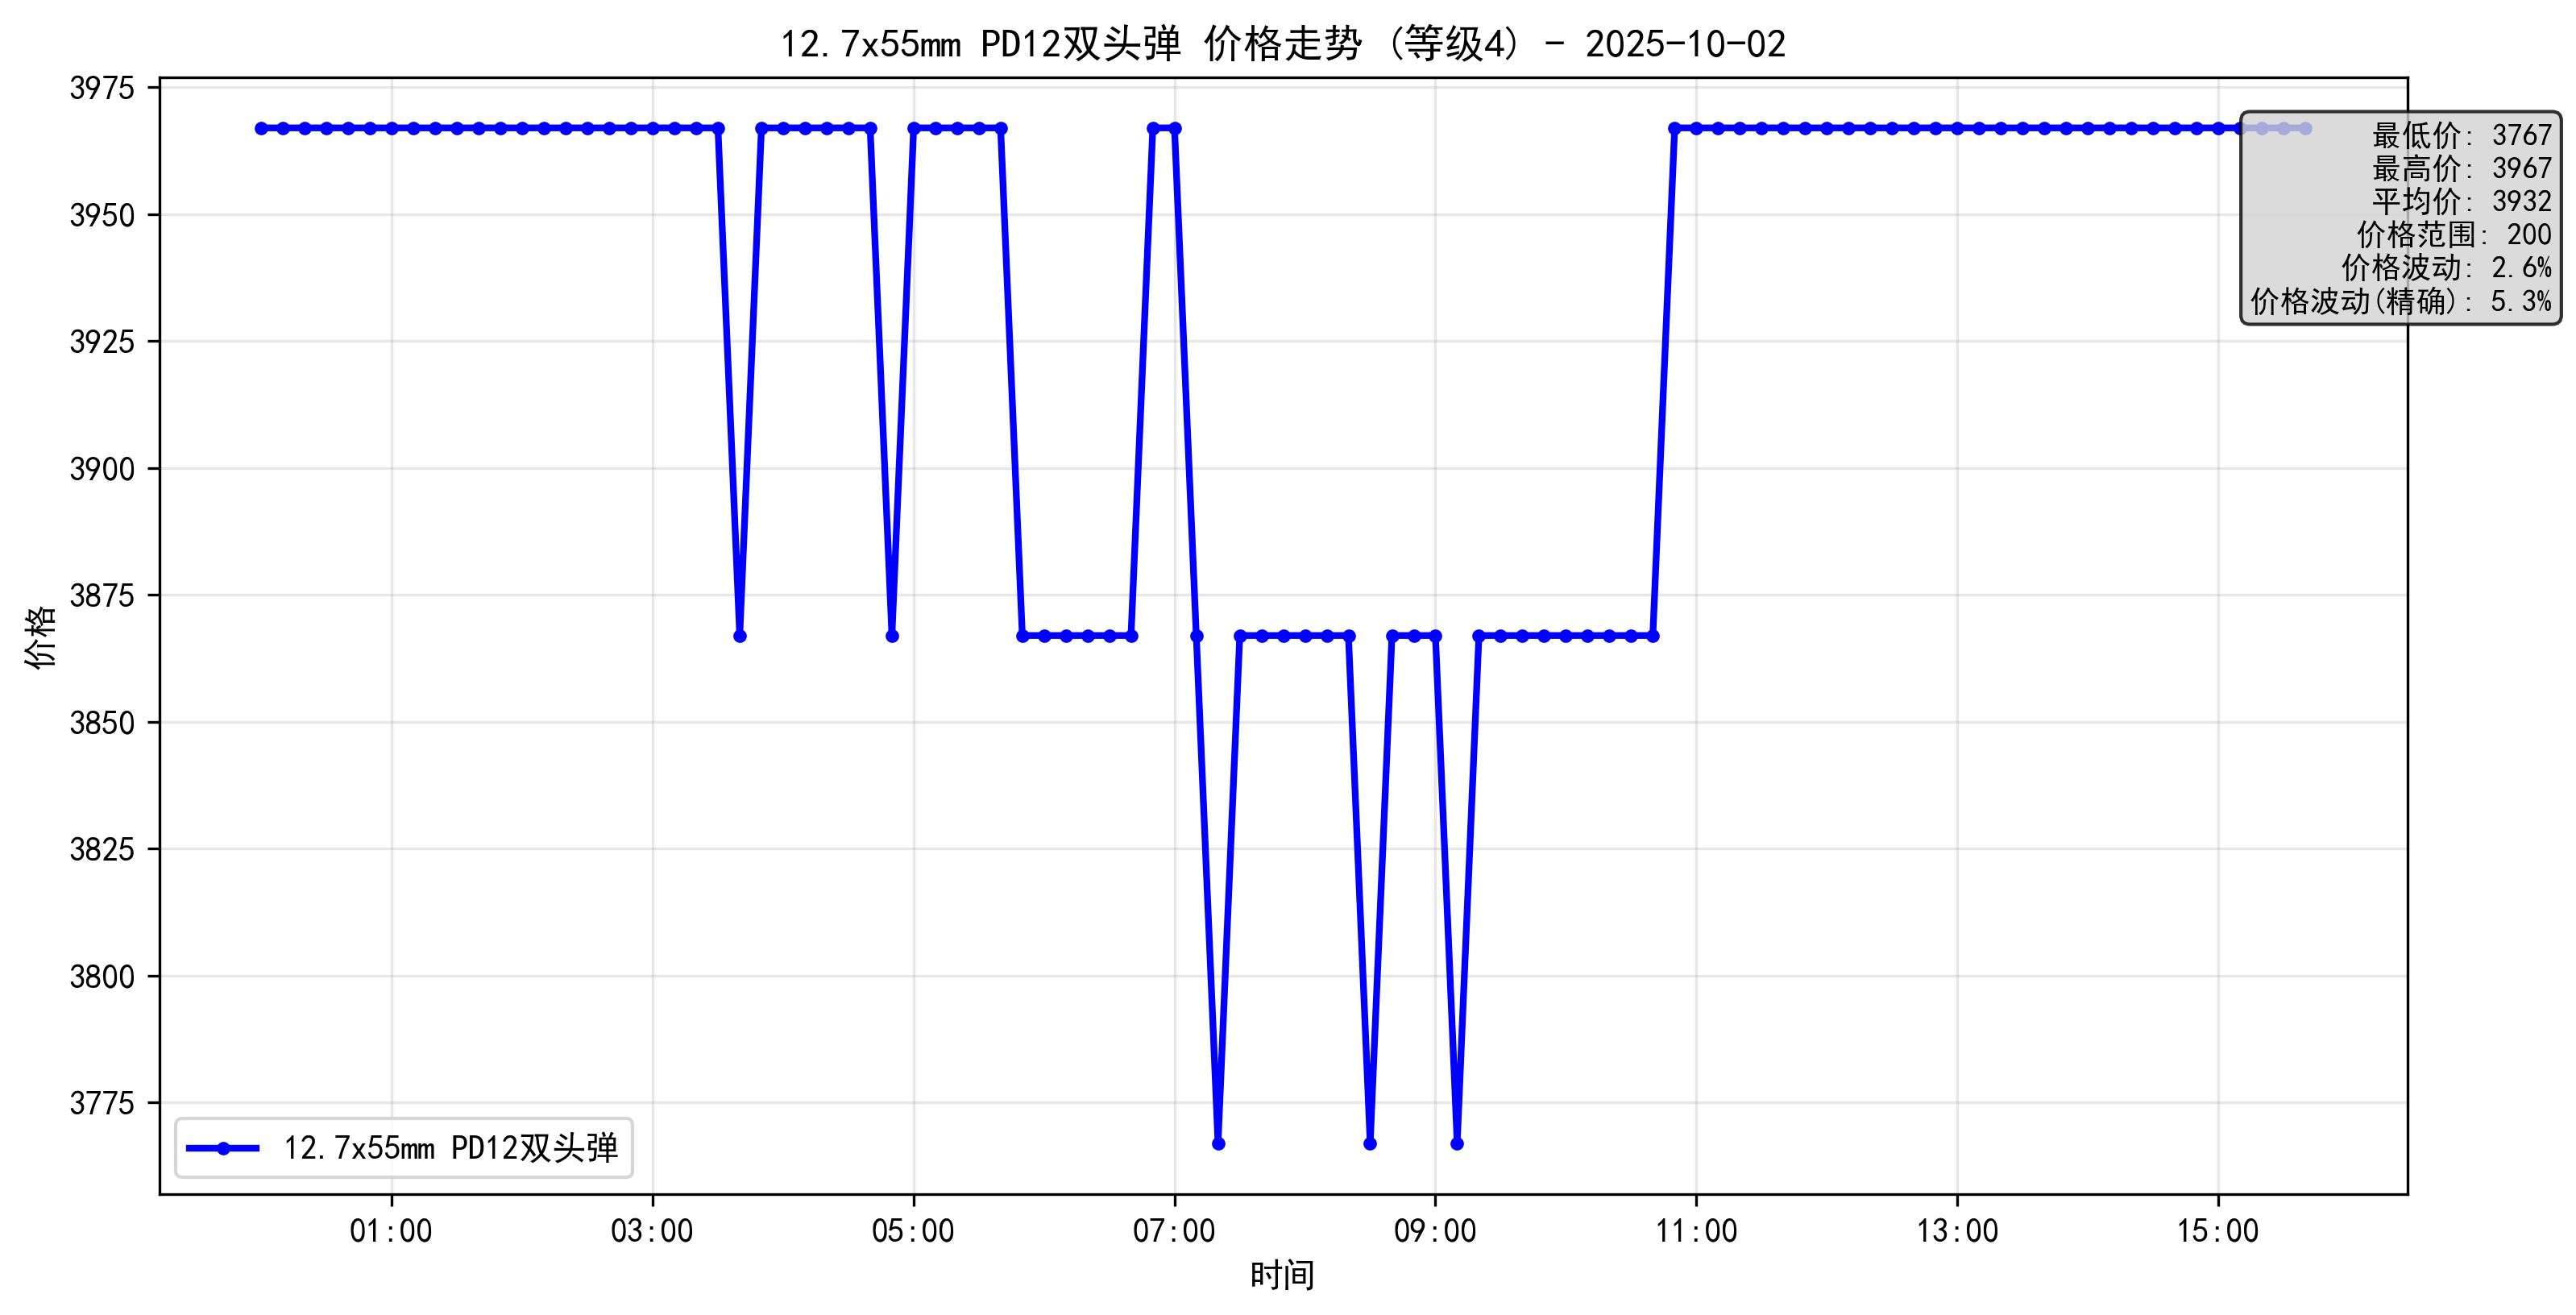 12.7x55mm PD12双头弹 价格走势 (等级4) - 2025-10-02
3975
3950
3925
3900
3875
3850
3825
3800
3775
价格
最低价: 3767
最高价: 3967
平均价: 3932
价格范围: 200
价格波动: 2.6%
价格波动(精确): 5.3%
12.7x55mm PD12双头弹
01:00 03:00 05:00 07:00 09:00 11:00 13:00 15:00
时间